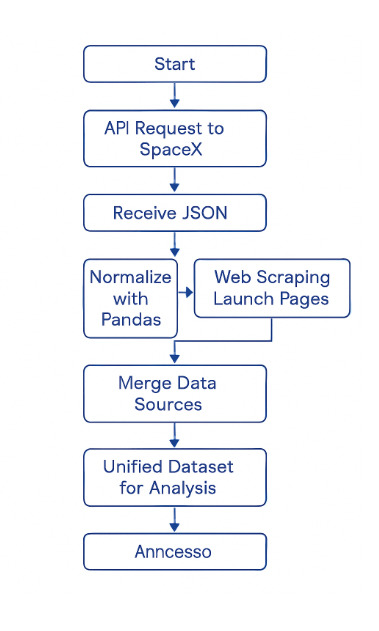 Start
API Request to
SpaceX
Receive JSON
Normalize
with
Pandas
Web Scraping
Launch Pages
Merge Data
Sources
Unified Dataset
for Analysis
Anncesso